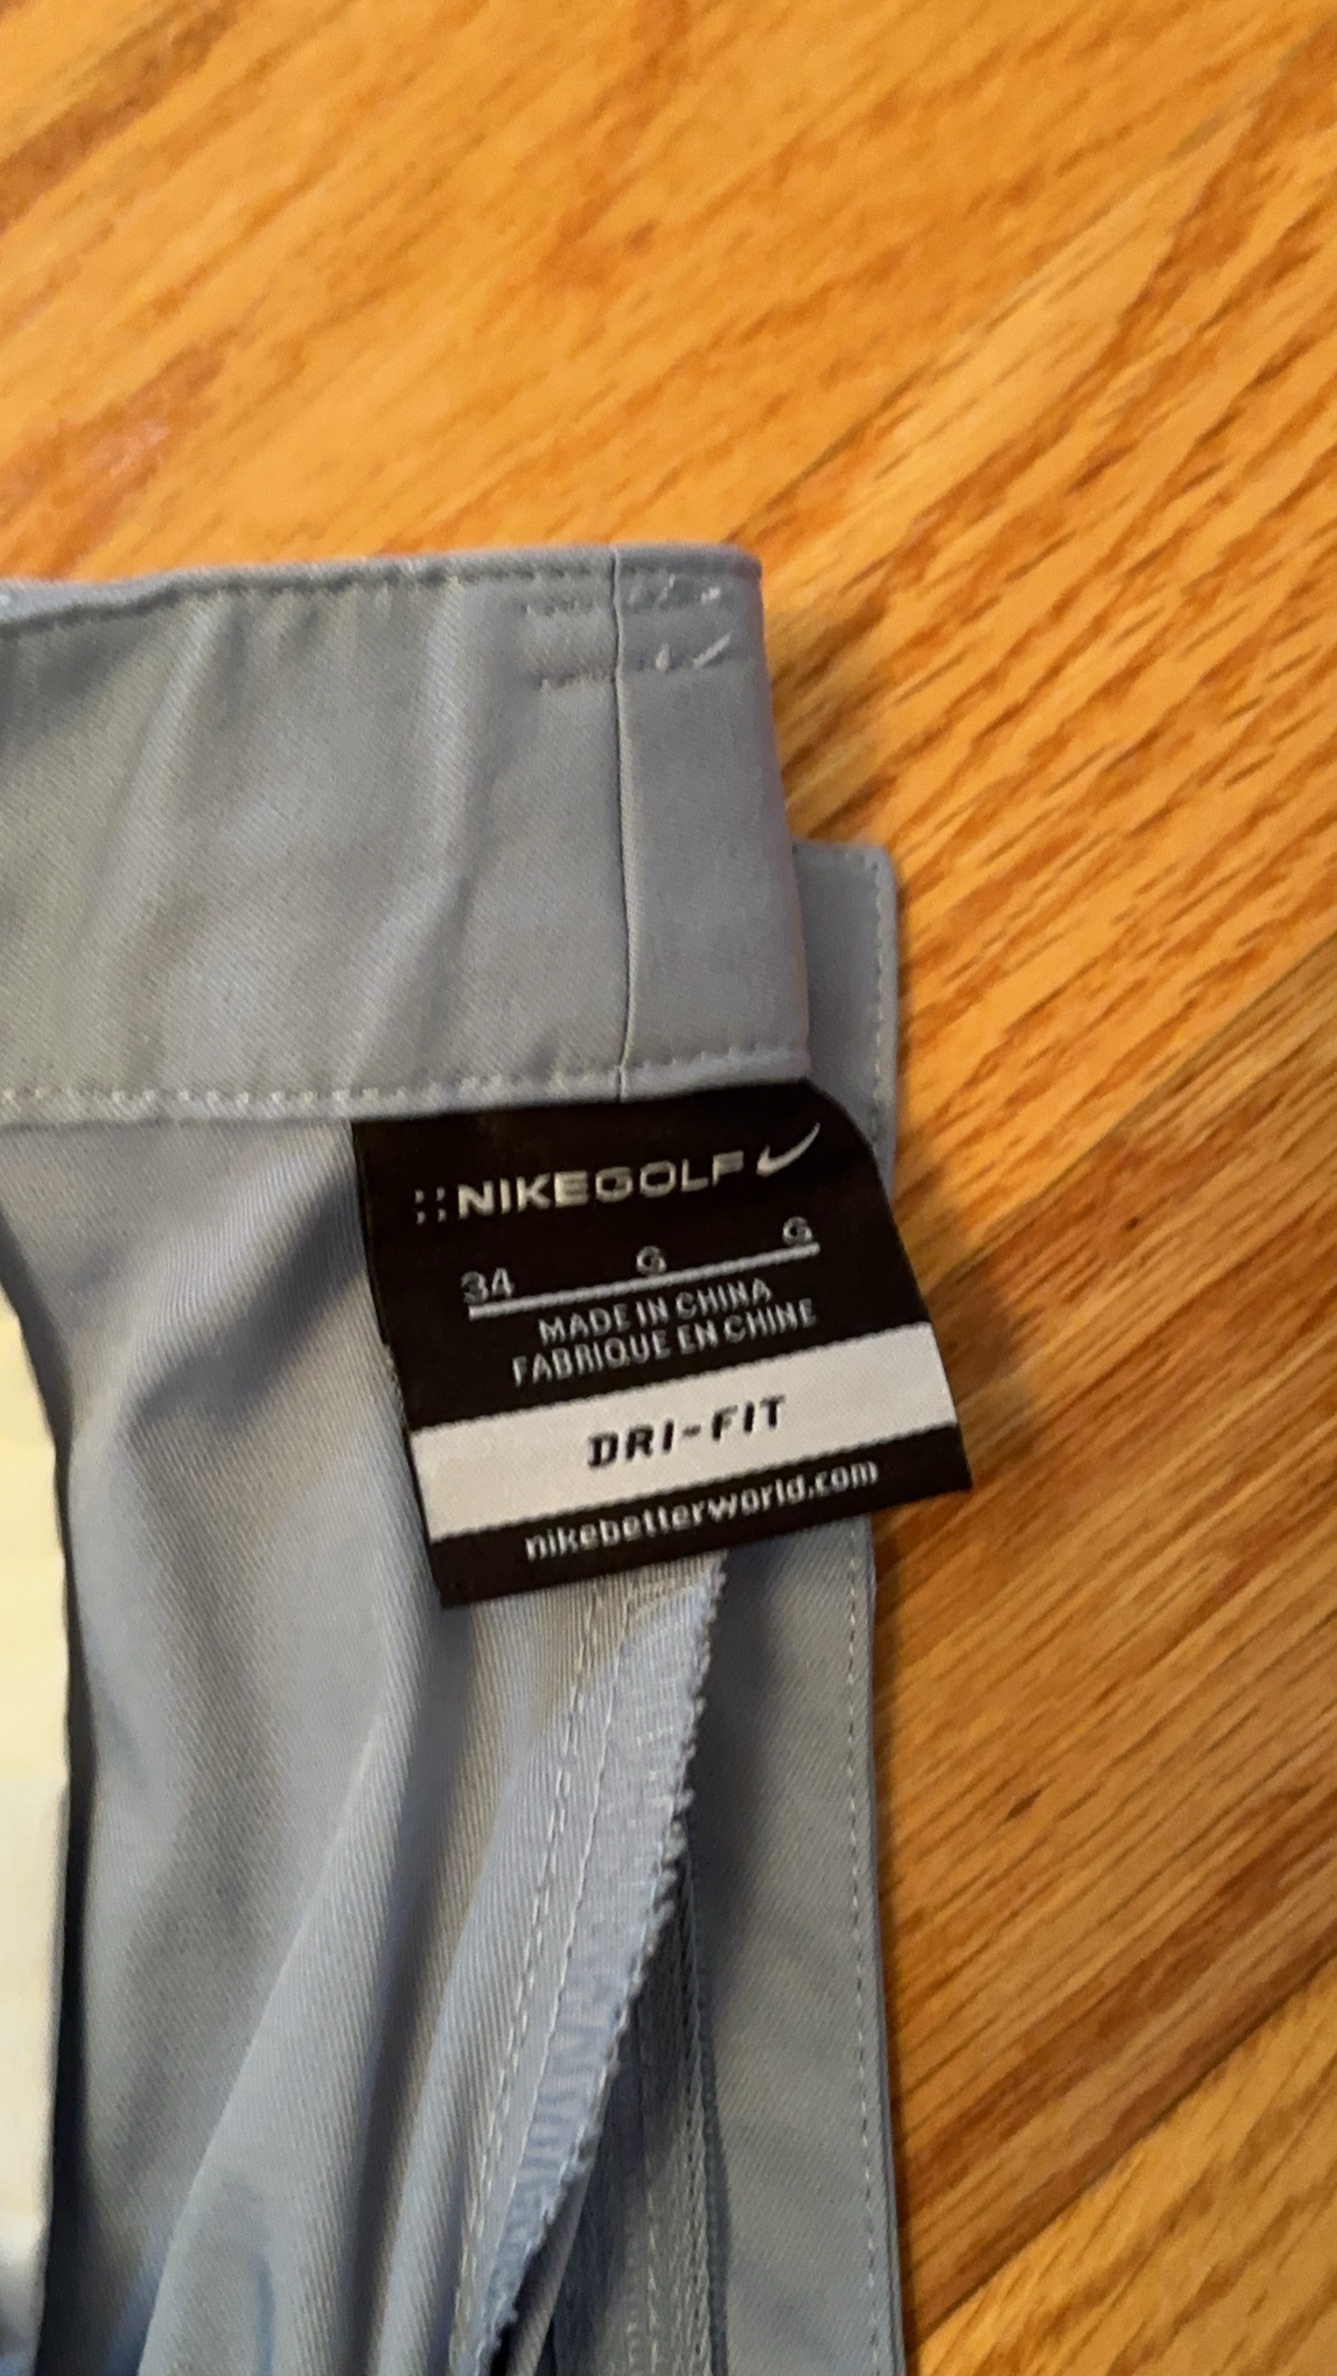 NIKEGOLF
34 G G
MADE IN CHINA
FABRIQUE EN CHINE
DRI-FIT
nikebetterworld.com